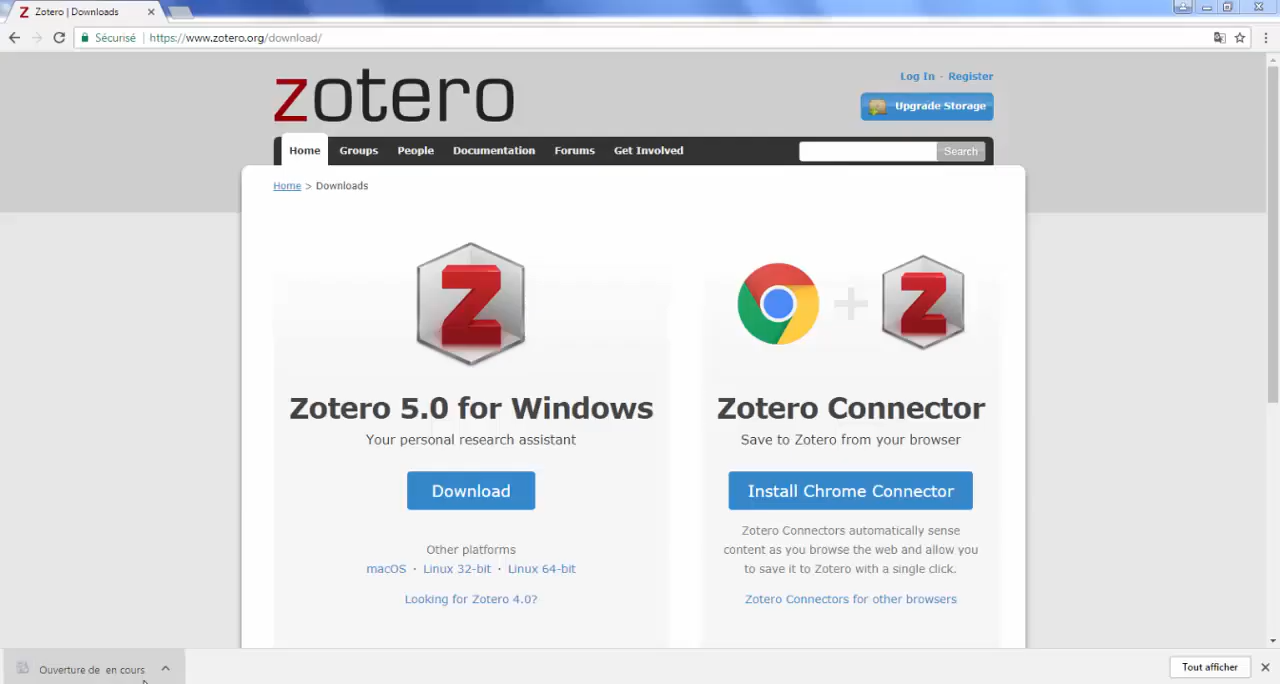 Zotero | Downloads
Sécurisé
https://www.zotero.org/download/
zotero
Log In - Register
Upgrade Storage
Home
Groups
People
Documentation
Forums
Get Involved
Search
Home > Downloads
Zotero 5.0 for Windows
Your personal research assistant
Download
Other platforms
macOS · Linux 32-bit · Linux 64-bit
Looking for Zotero 4.0?
Zotero Connector
Save to Zotero from your browser
Install Chrome Connector
Zotero Connectors automatically sense
content as you browse the web and allow you
to save it to Zotero with a single click.
Zotero Connectors for other browsers
Ouverture de en cours
Tout afficher